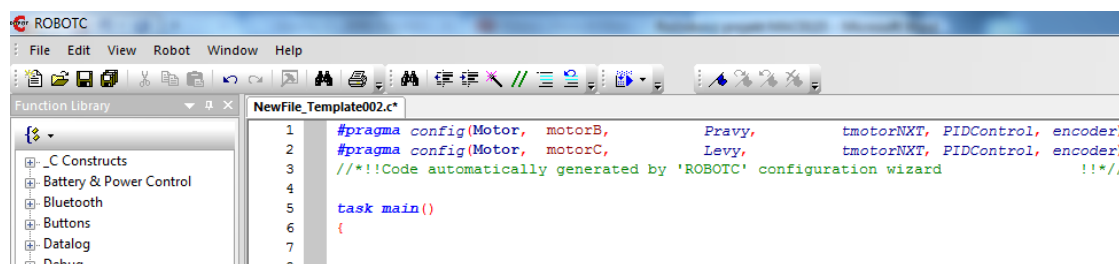 ROBOTC
File Edit View Robot Window Help
Function Library
NewFile_Template002.c*
_C Constructs
Battery & Power Control
Bluetooth
Buttons
Datalog
Debug
1 #pragma config(Motor, motorB, Pravy, tmotorNXT, PIDControl, encoder)
2 #pragma config(Motor, motorC, Levy, tmotorNXT, PIDControl, encoder)
3 //*!!Code automatically generated by 'ROBOTC' configuration wizard !!*//
4
5 task main()
6 {
7